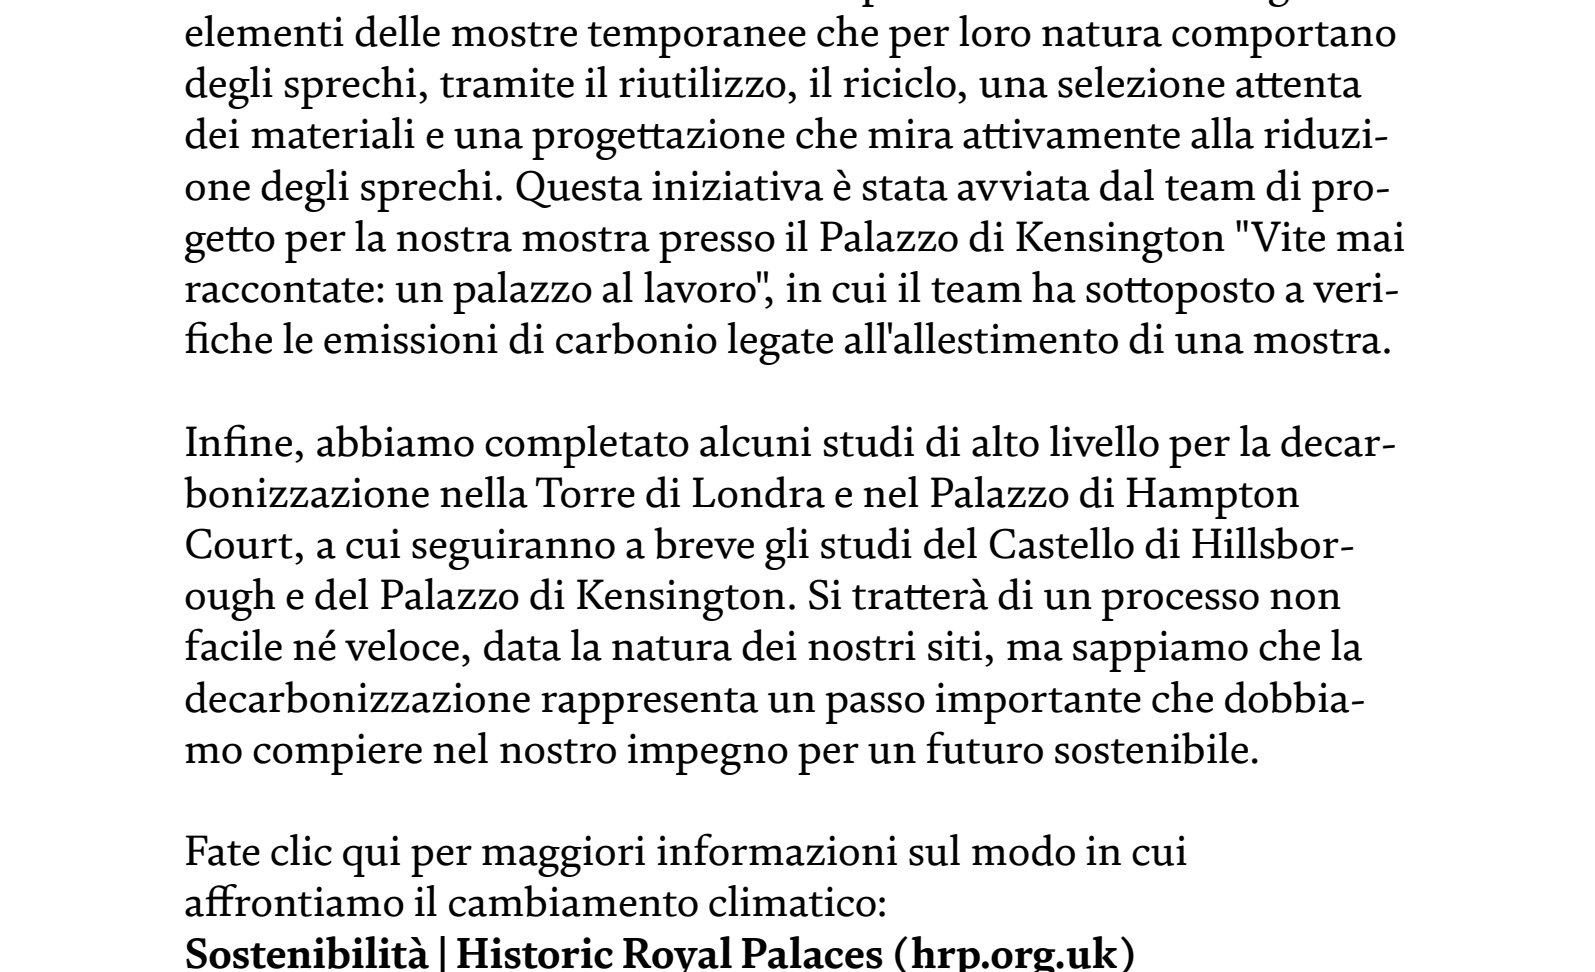 elementi delle mostre temporanee che per loro natura comportano
degli sprechi, tramite il riutilizzo, il riciclo, una selezione attenta
dei materiali e una progettazione che mira attivamente alla riduzi-
one degli sprechi. Questa iniziativa è stata avviata dal team di pro-
getto per la nostra mostra presso il Palazzo di Kensington "Vite mai
raccontate: un palazzo al lavoro", in cui il team ha sottoposto a veri-
fiche le emissioni di carbonio legate all'allestimento di una mostra.
Infine, abbiamo completato alcuni studi di alto livello per la decar-
bonizzazione nella Torre di Londra e nel Palazzo di Hampton
Court, a cui seguiranno a breve gli studi del Castello di Hillsbor-
ough e del Palazzo di Kensington. Si tratterà di un processo non
facile né veloce, data la natura dei nostri siti, ma sappiamo che la
decarbonizzazione rappresenta un passo importante che dobbia-
mo compiere nel nostro impegno per un futuro sostenibile.
Fate clic qui per maggiori informazioni sul modo in cui
affrontiamo il cambiamento climatico:
Sostenibilità | Historic Royal Palaces (hrp.org.uk)